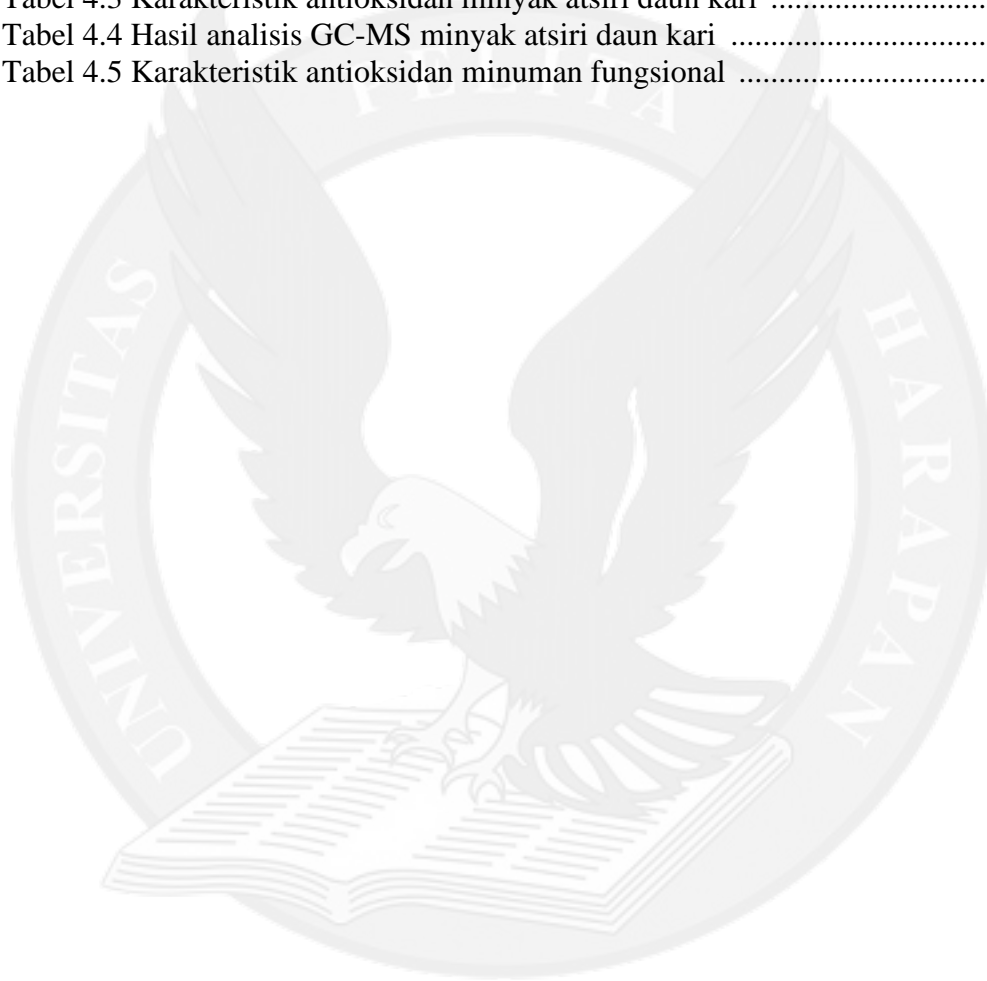 Tabel 4.3 Karakteristik antioksidan minyak atsiri daun kari ............................
Tabel 4.4 Hasil analisis GC-MS minyak atsiri daun kari ................................
Tabel 4.5 Karakteristik antioksidan minuman fungsional ...............................
UNIVERSITAS PELITA HARAPAN